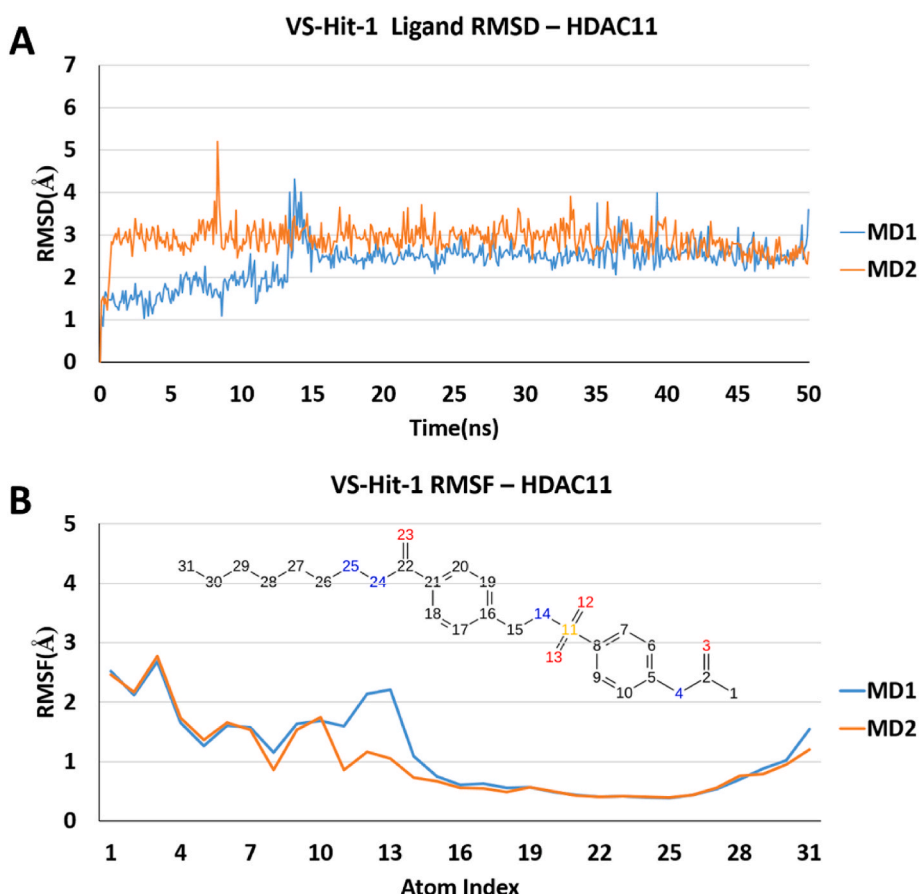 A
VS-Hit-1 Ligand RMSD – HDAC11
7
6
5
4
3
2
1
0
RMSD(Å)
0 5 10 15 20 25 30 35 40 45 50
Time(ns)
MD1
MD2
B
VS-Hit-1 RMSF – HDAC11
5
4
3
2
1
0
RMSF(Å)
23
31 29 27 25 22 20
30 28 26 24 21 19
18 16 14 12
17 15 11 7
13 8 6 3
9 5 2
10 4 1
MD1
MD2
1 4 7 10 13 16 19 22 25 28 31
Atom Index